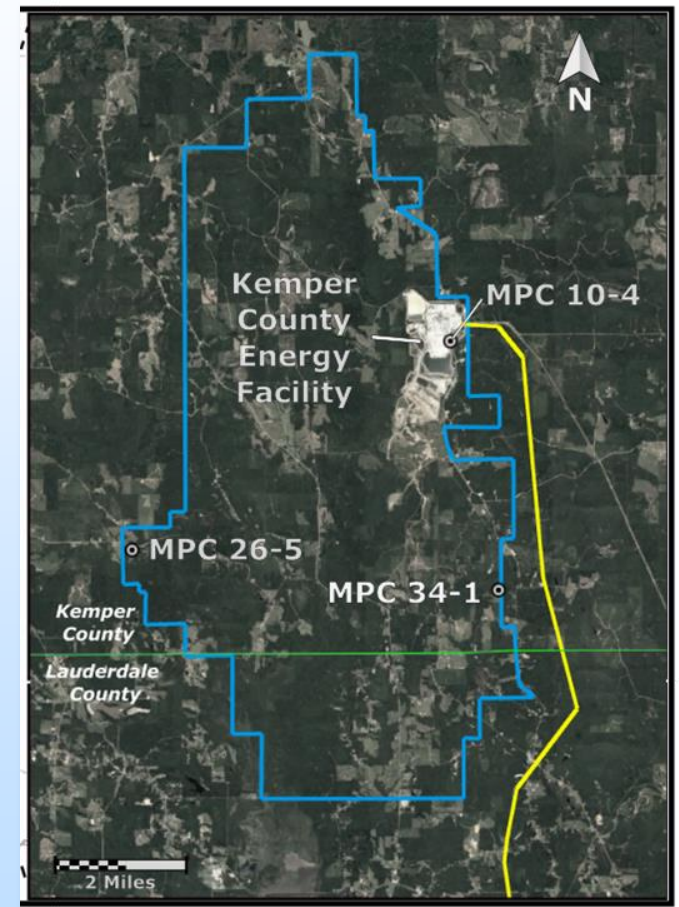 N
Kemper
County
Energy
Facility
MPC 10-4
MPC 26-5
MPC 34-1
Kemper
County
Lauderdale
County
2 Miles